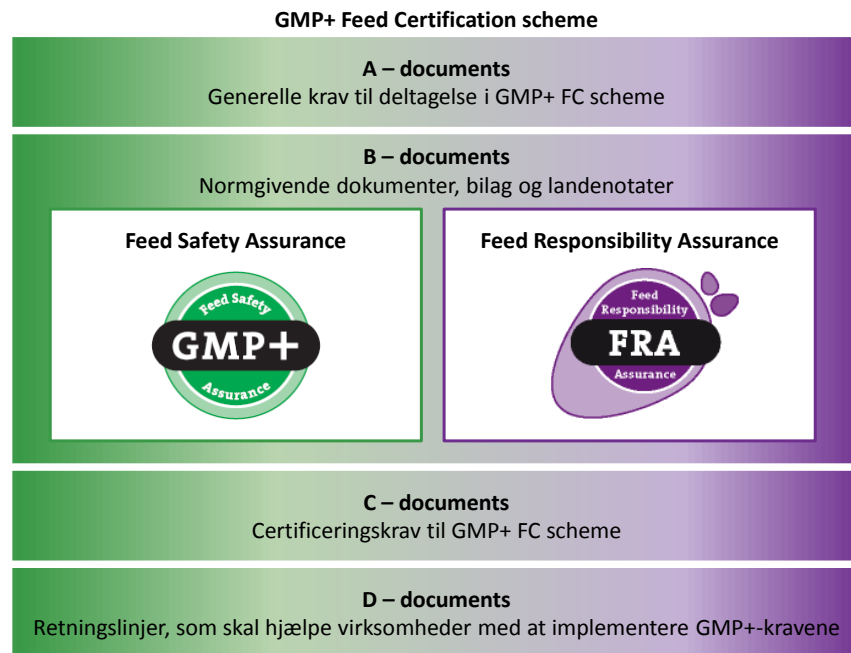 GMP+ Feed Certification scheme
A – documents
Generelle krav til deltagelse i GMP+ FC scheme
B – documents
Normgivende dokumenter, bilag og landenotater
Feed Safety Assurance
Feed Safety
GMP+
Assurance
Feed Responsibility Assurance
Feed
Responsibility
FRA
Assurance
C – documents
Certificeringskrav til GMP+ FC scheme
D – documents
Retningslinjer, som skal hjælpe virksomheder med at implementere GMP+-kravene